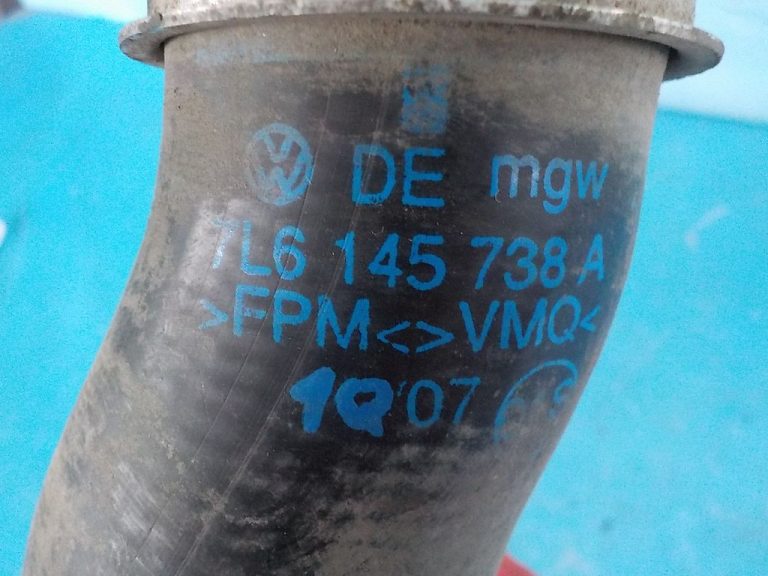 DE mgw
7L6 145 738 A
>FPM<>VMQ<
10/07